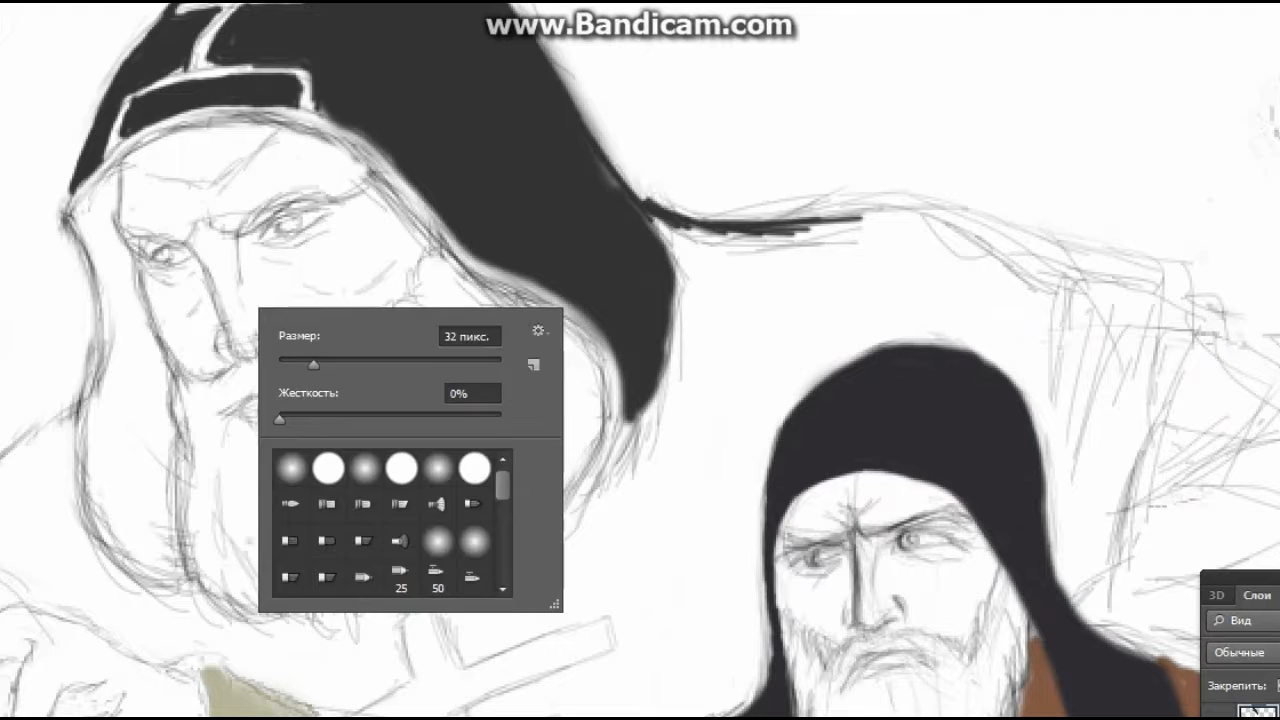 www.Bandicam.com
Размер:
32 пикс.
Жесткость:
0%
25
50
3D
Слои
Вид
Обычные
Закрепить: